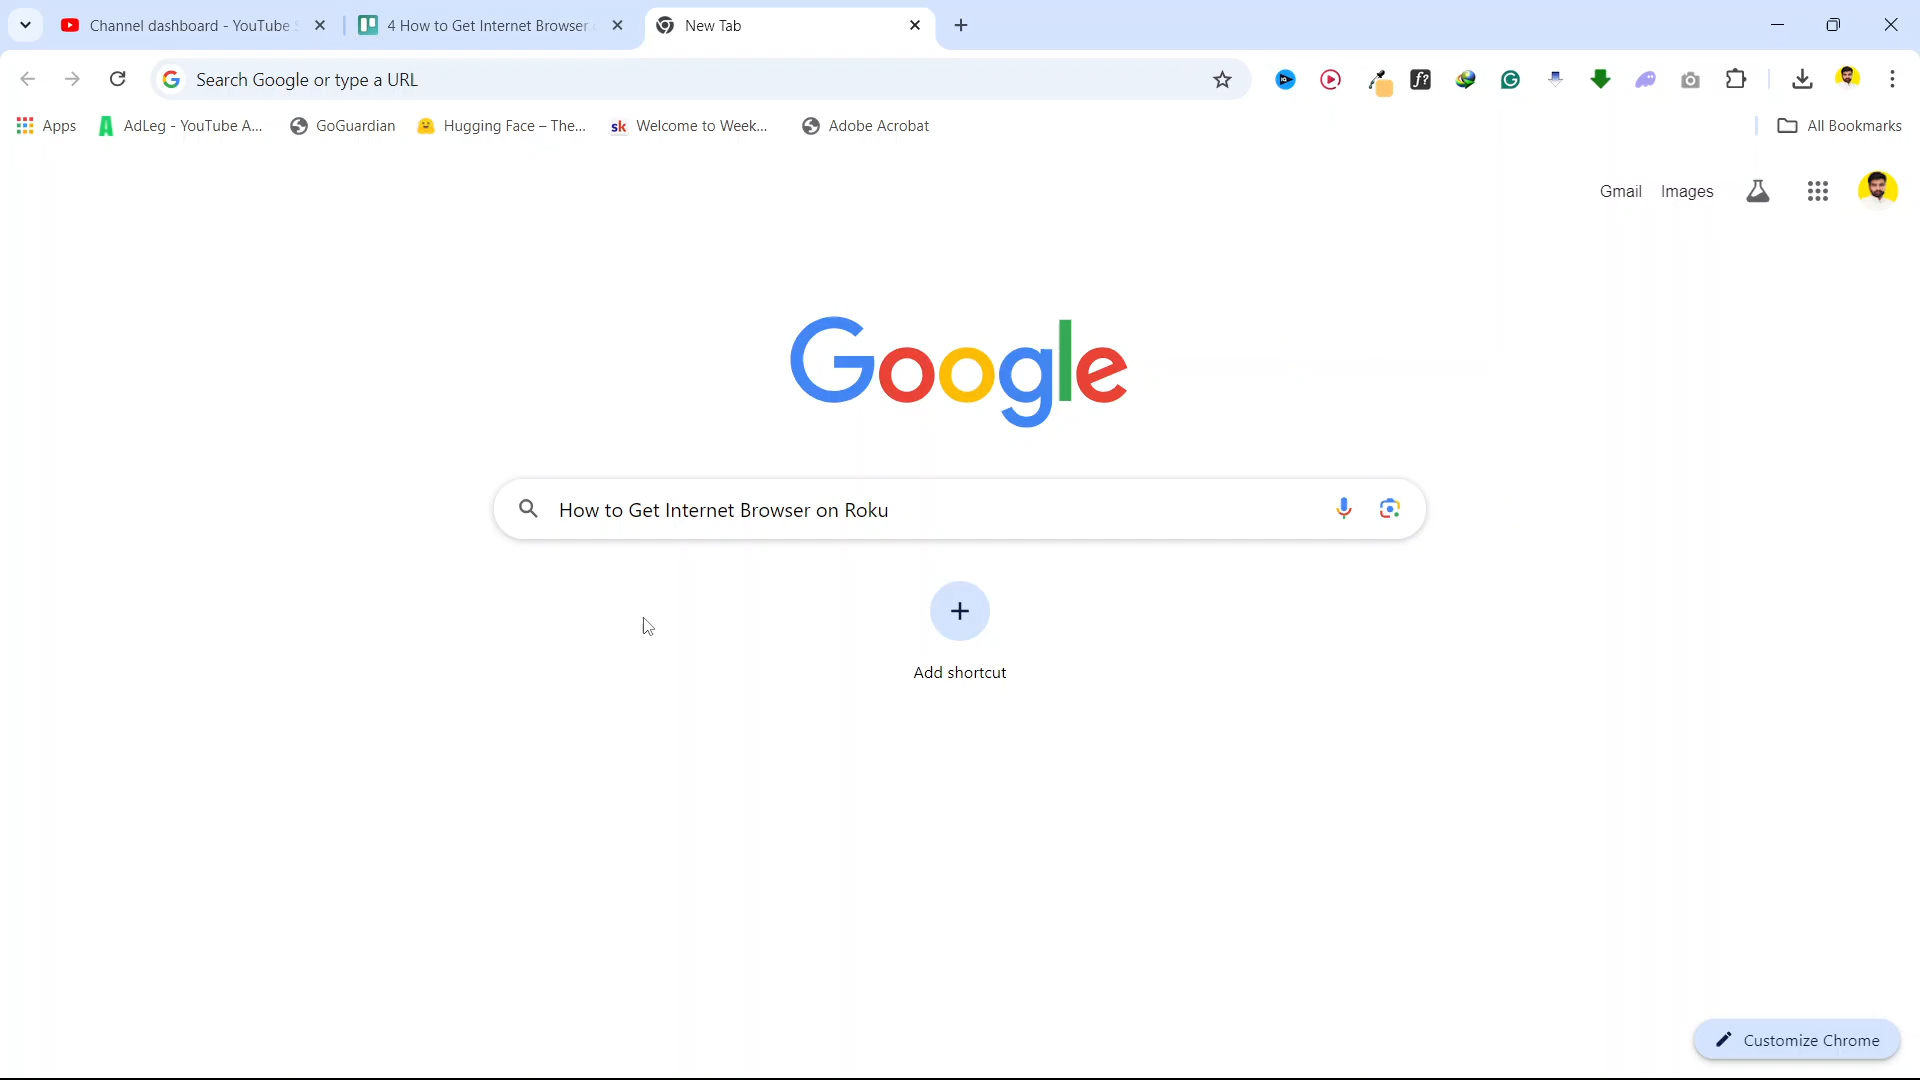 Channel dashboard - YouTube S
4 How to Get Internet Browser
New Tab
Search Google or type a URL
Apps
AdLeg - YouTube A...
GoGuardian
Hugging Face – The...
sk Welcome to Week...
Adobe Acrobat
All Bookmarks
Gmail
Images
Google
How to Get Internet Browser on Roku
Add shortcut
Customize Chrome